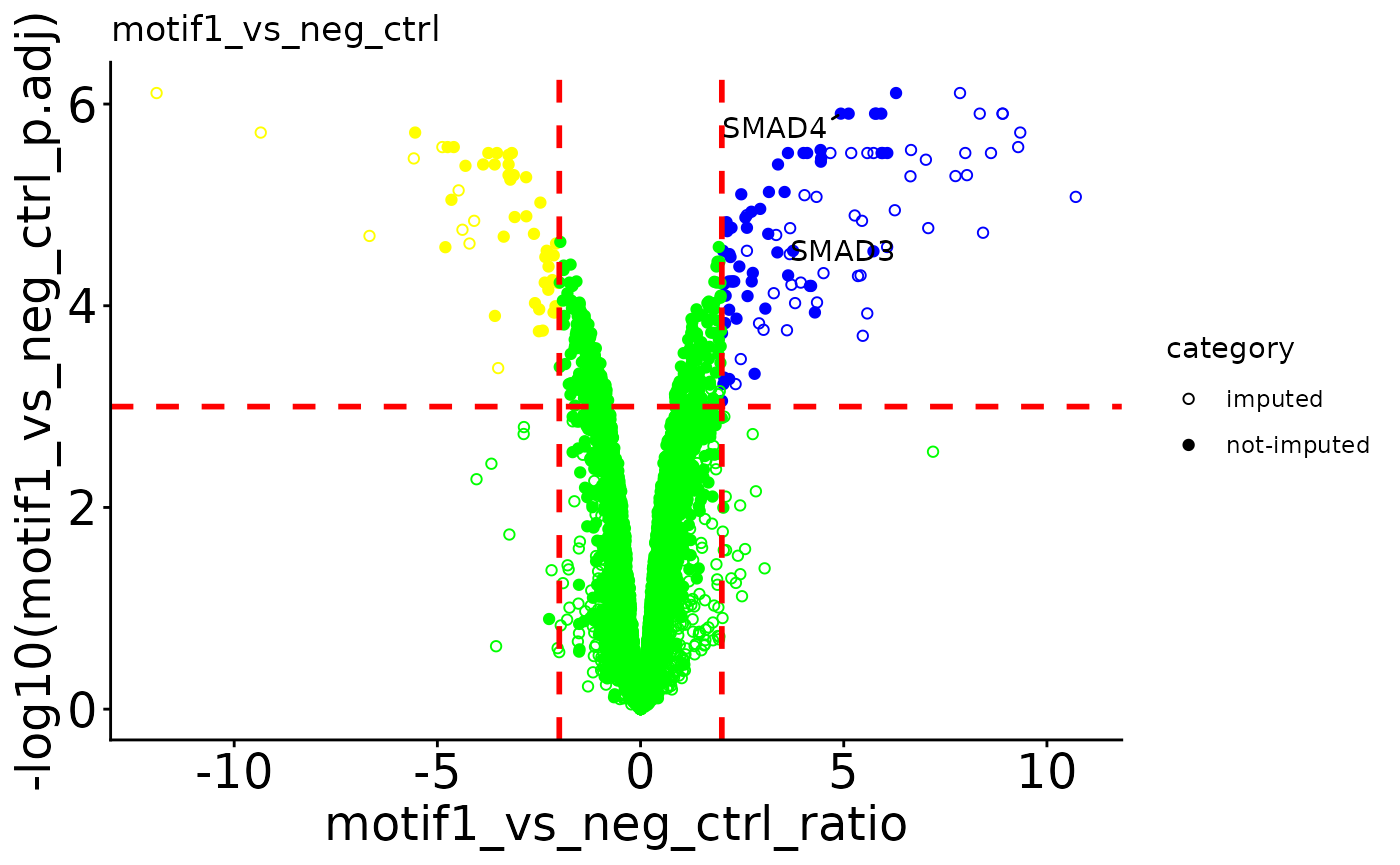 motif1_vs_neg_ctrl
-log10(motif1_vs_neg_ctrl_p.adj)
6
4
2
0
SMAD4
SMAD3
-10
-5
0
5
10
motif1_vs_neg_ctrl_ratio
category
imputed
not-imputed